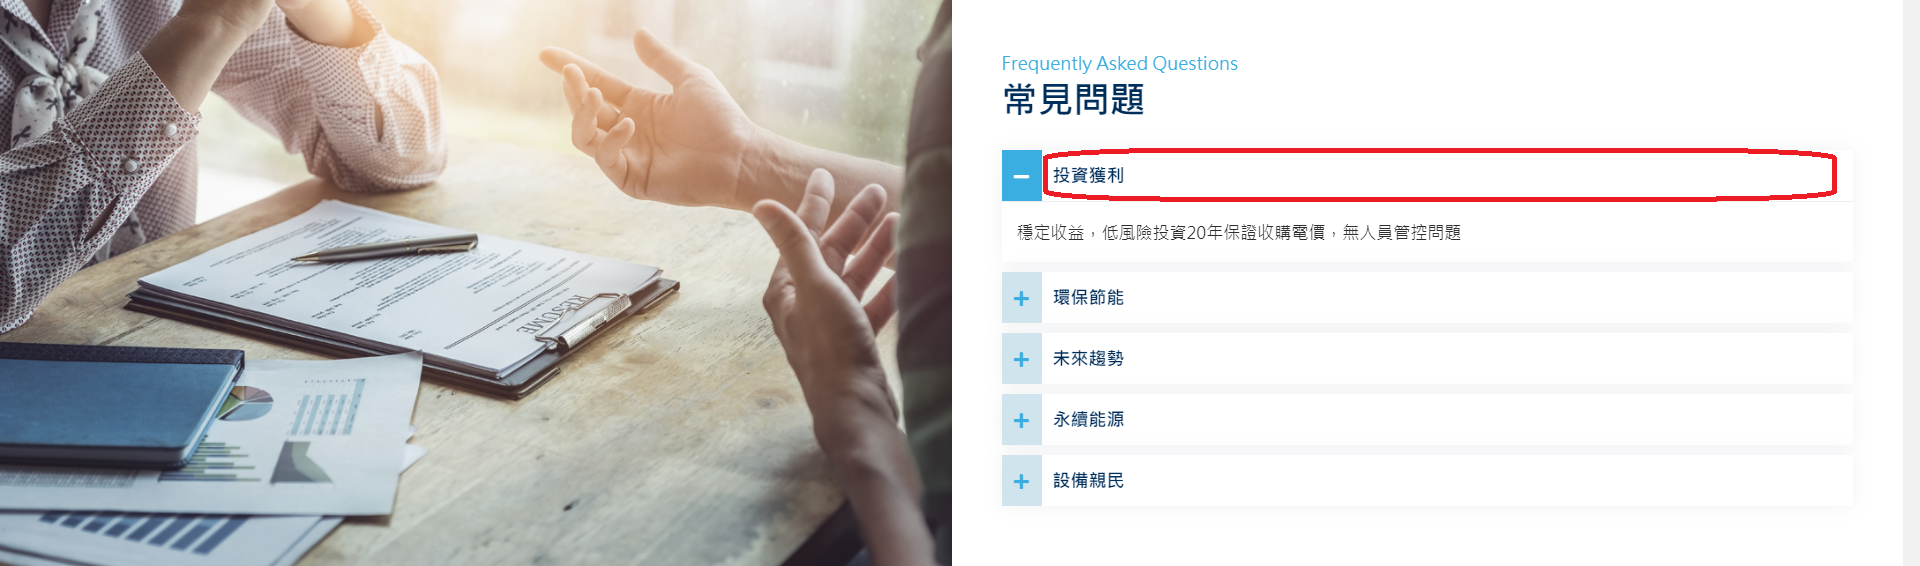 Frequently Asked Questions
常見問題
投資獲利
穩定收益，低風險投資20年保證收購電價，無人員管控問題
環保節能
未來趨勢
永續能源
設備親民
RESUME